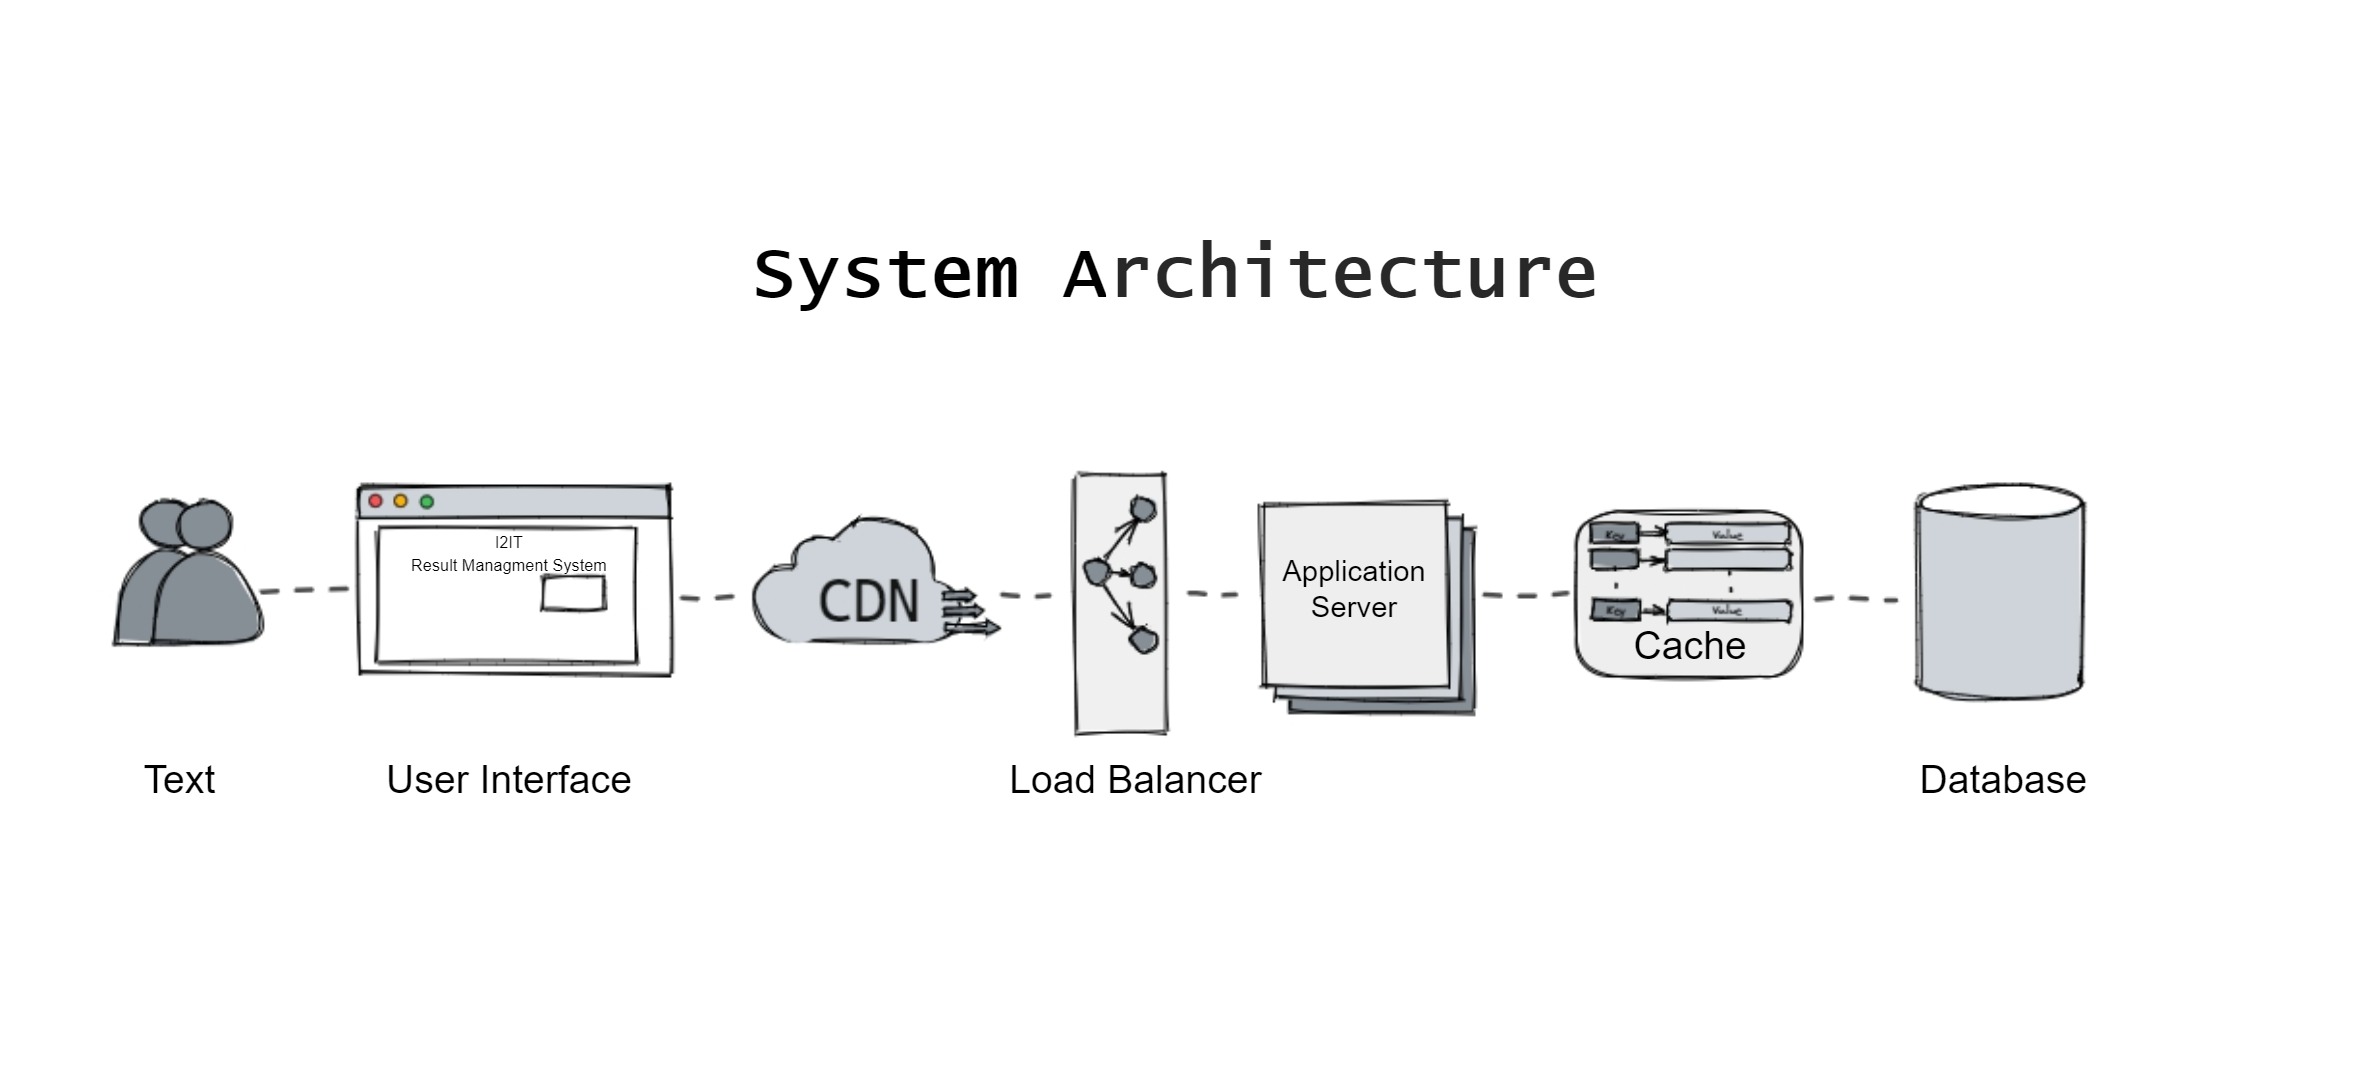 System Architecture
I2IT
Result Managment System
CDN
Application
Server
Key
Value
Key
Value
Cache
Text
User Interface
Load Balancer
Database